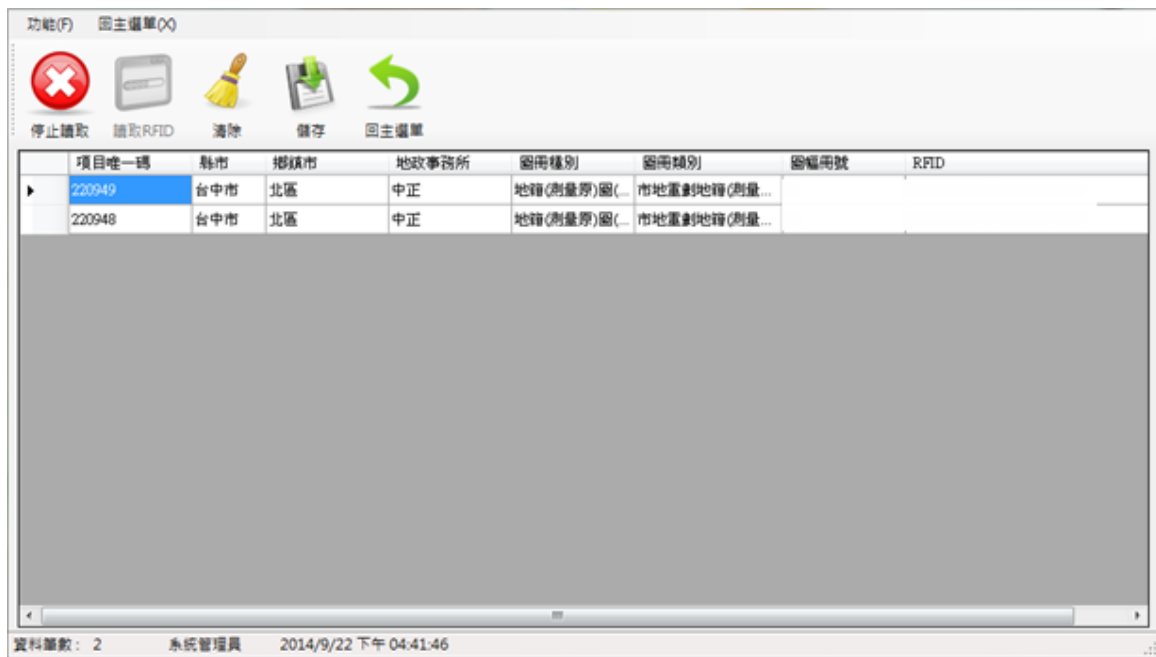 功能(F) 回主選單(X)
停止讀取 讀取RFID 清除 儲存 回主選單
項目唯一碼 縣市 鄉鎮市 地政事務所 圖冊種別 圖冊類別 圖幅冊號 RFID
220949 台中市 北區 中正 地籍(測量原)圖(... 市地重劃地籍(測量...
220948 台中市 北區 中正 地籍(測量原)圖(... 市地重劃地籍(測量...
資料筆數: 2 系統管理員 2014/9/22 下午 04:41:46